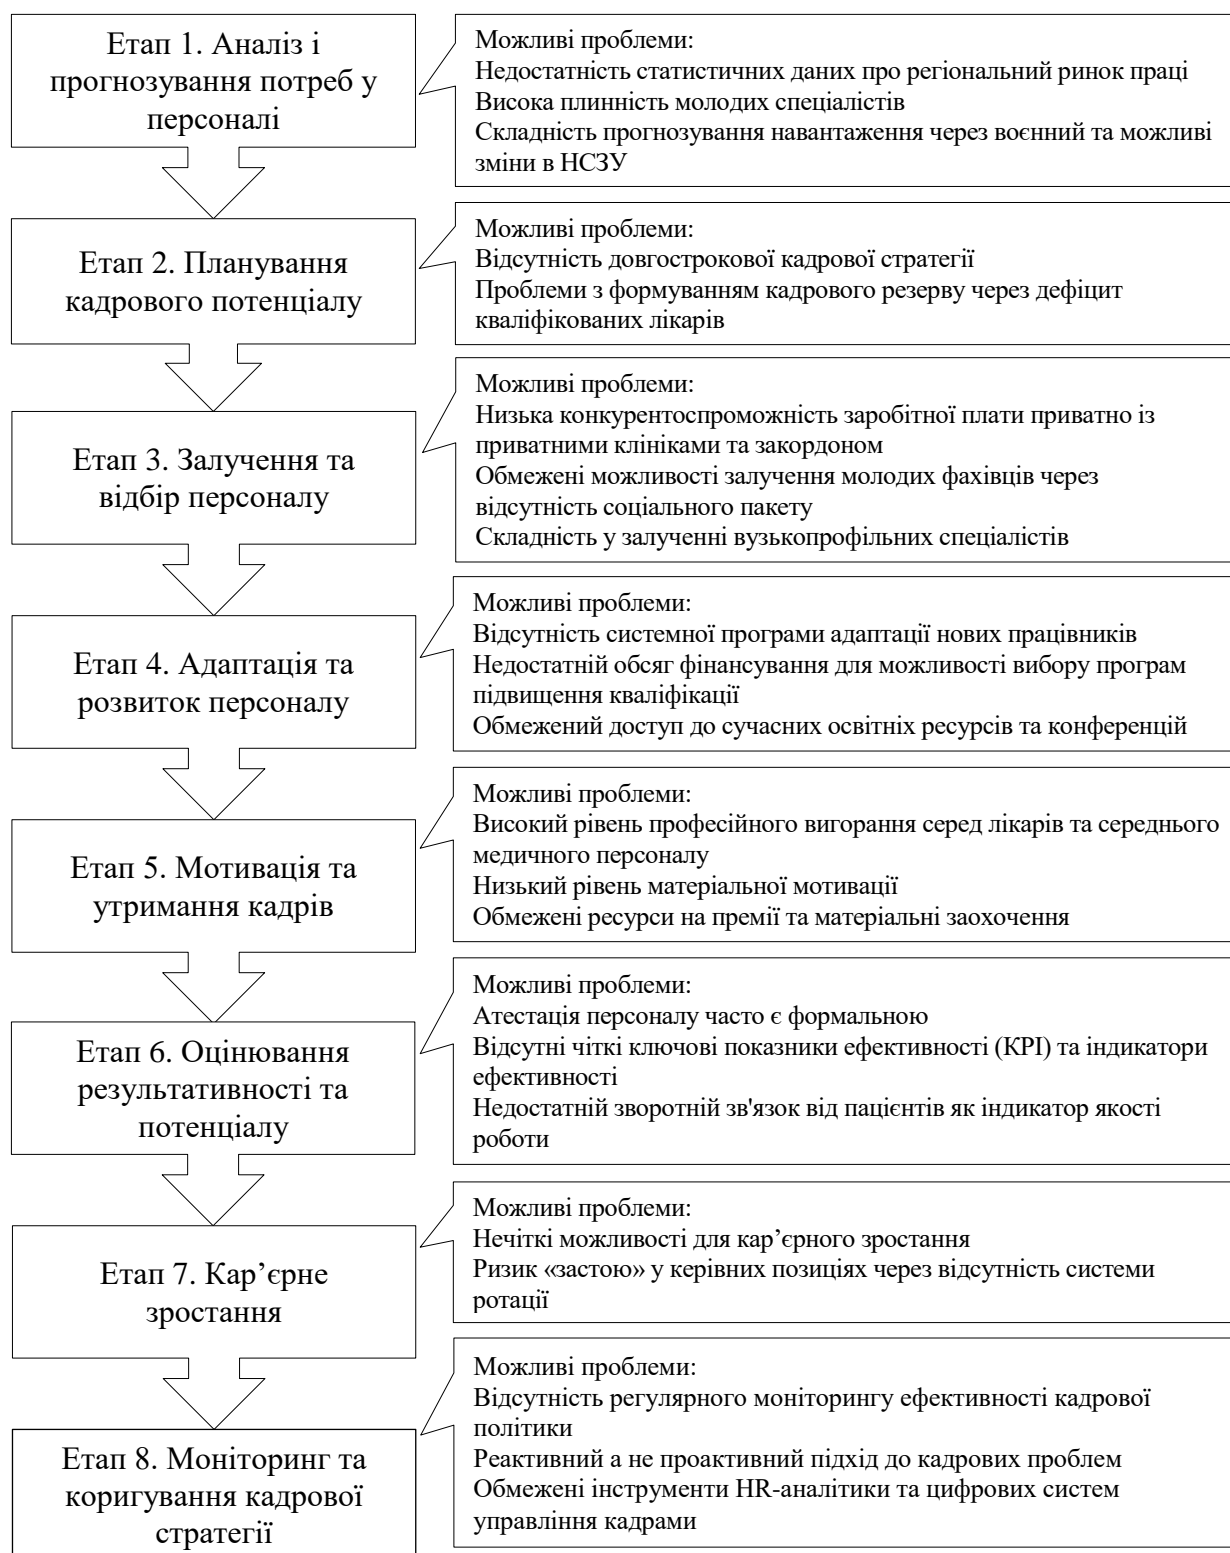 Етап 1. Аналіз і
прогнозування потреб у
персоналі
Можливі проблеми:
Недостатність статистичних даних про регіональний ринок праці
Висока плинність молодих спеціалістів
Складність прогнозування навантаження через воєнний та можливі
зміни в НСЗУ
Етап 2. Планування
кадрового потенціалу
Можливі проблеми:
Відсутність довгострокової кадрової стратегії
Проблеми з формуванням кадрового резерву через дефіцит
кваліфікованих лікарів
Етап 3. Залучення та
відбір персоналу
Можливі проблеми:
Низька конкурентоспроможність заробітної плати приватно із
приватними клініками та закордоном
Обмежені можливості залучення молодих фахівців через
відсутність соціального пакету
Складність у залученні вузькопрофільних спеціалістів
Етап 4. Адаптація та
розвиток персоналу
Можливі проблеми:
Відсутність системної програми адаптації нових працівників
Недостатній обсяг фінансування для можливості вибору програм
підвищення кваліфікації
Обмежений доступ до сучасних освітніх ресурсів та конференцій
Етап 5. Мотивація та
утримання кадрів
Можливі проблеми:
Високий рівень професійного вигорання серед лікарів та середнього
медичного персоналу
Низький рівень матеріальної мотивації
Обмежені ресурси на премії та матеріальні заохочення
Етап 6. Оцінювання
результативності та
потенціалу
Можливі проблеми:
Атестація персоналу часто є формальною
Відсутні чіткі ключові показники ефективності (КРІ) та індикатори
ефективності
Недостатній зворотній зв'язок від пацієнтів як індикатор якості
роботи
Етап 7. Кар’єрне
зростання
Можливі проблеми:
Нечіткі можливості для кар’єрного зростання
Ризик «застою» у керівних позиціях через відсутність системи
ротації
Етап 8. Моніторинг та
коригування кадрової
стратегії
Можливі проблеми:
Відсутність регулярного моніторингу ефективності кадрової
політики
Реактивний а не проактивний підхід до кадрових проблем
Обмежені інструменти HR-аналітики та цифрових систем
управління кадрами